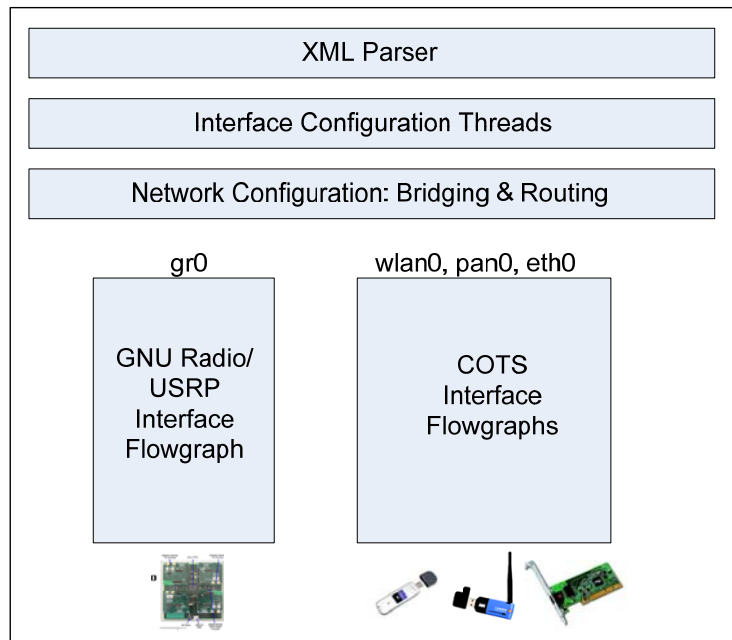 XML Parser
Interface Configuration Threads
Network Configuration: Bridging & Routing
gr0
wlan0, pan0, eth0
GNU Radio/
USRP
Interface
Flowgraph
COTS
Interface
Flowgraphs